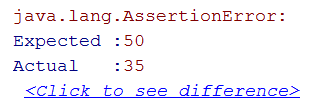 java.lang.AssertionError:
Expected :50
Actual   :35
<Click to see difference>